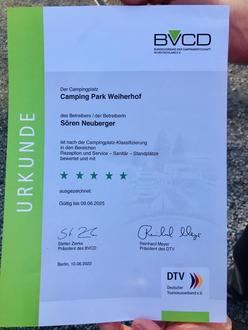 BVCD
BUNDESVERBAND DER CAMPINGWIRTSCHAFT
IN DEUTSCHLAND E.V.
URKUNDE
Der Campingplatz
Camping Park Weiherhof
des Betreibers / der Betreiberin
Sören Neuberger
ist nach der Campingplatz-Klassifizierung
in den Bereichen
Rezeption und Service – Sanitär – Standplätze
bewertet und mit
ausgezeichnet.
Gültig bis 09.06.2025
Stefan Zierke
Präsident des BVCD
Reinhard Meyer
Präsident des DTV
Berlin, 10.06.2022
DTV
Deutscher
Tourismusverband e.V.